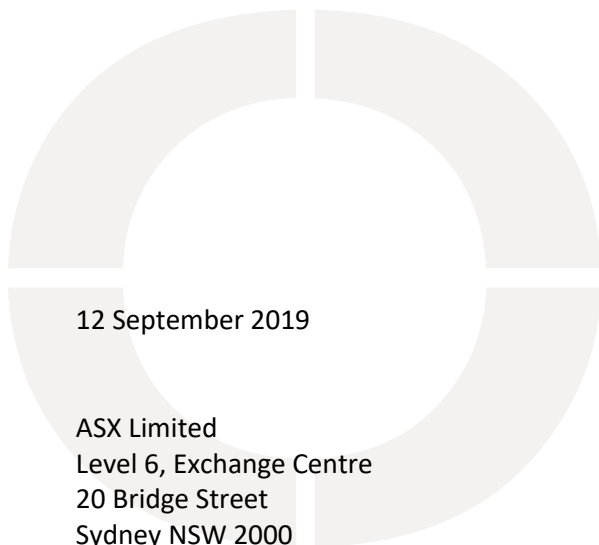 12 September 2019
ASX Limited
Level 6, Exchange Centre
20 Bridge Street
Sydney NSW 2000